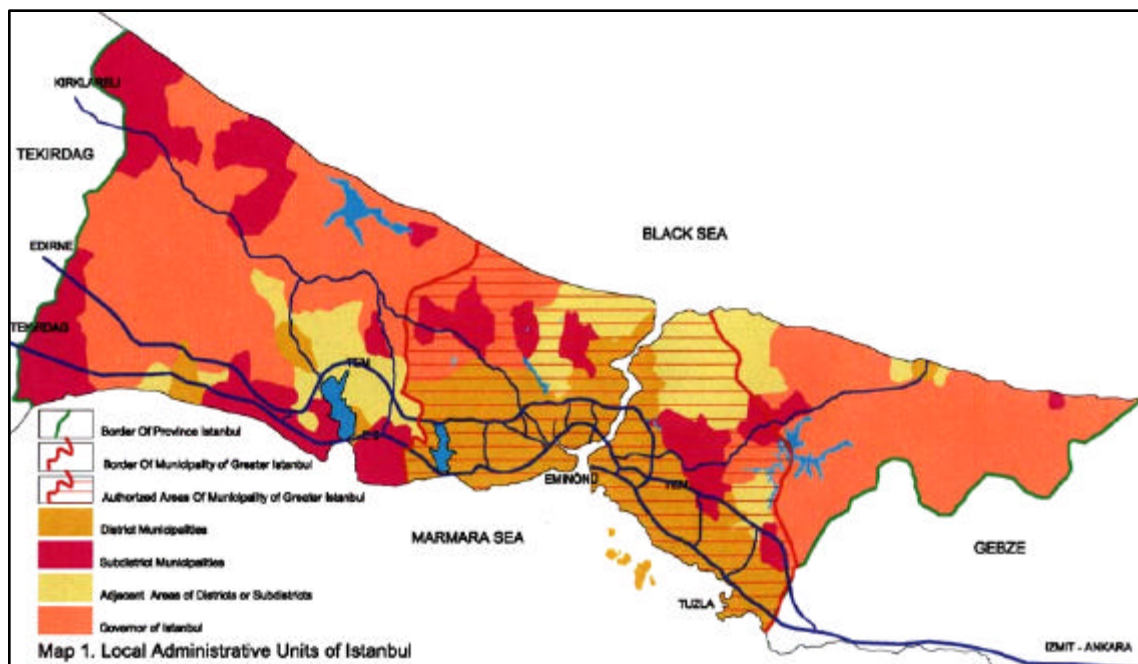 KIRKLARELI
TEKIRDAG
BLACK SEA
EDIRNE
TEKIRDAG
TEM
E-5
EMINÖNÜ
TEM
MARMARA SEA
GEBZE
TUZLA
IZMIT - ANKARA
Border Of Province Istanbul
Border Of Municipality of Greater Istanbul
Authorized Areas Of Municipality of Greater Istanbul
District Municipalities
Subdistrict Municipalities
Adjacent Areas of Districts or Subdistricts
Governor of Istanbul
Map 1. Local Administrative Units of Istanbul